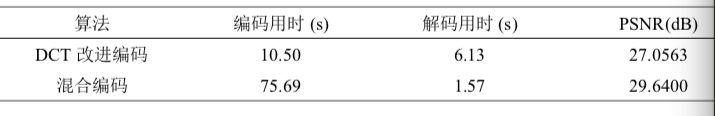 算法 编码用时 (s) 解码用时 (s) PSNR(dB)
DCT 改进编码 10.50 6.13 27.0563
混合编码 75.69 1.57 29.6400